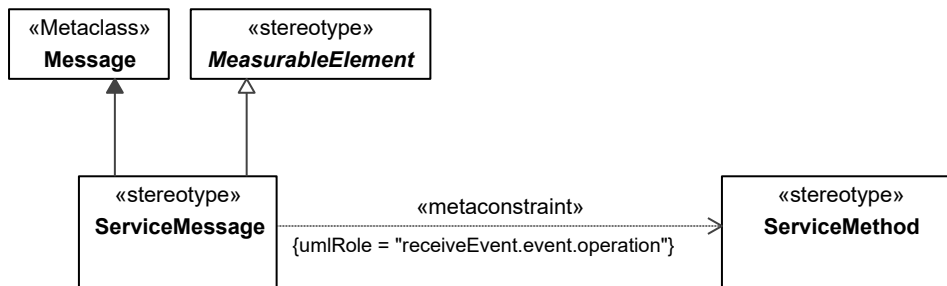 «Metaclass»
Message
«stereotype»
MeasurableElement
«stereotype»
ServiceMessage
«metaconstraint»
{umlRole = "receiveEvent.event.operation"}
«stereotype»
ServiceMethod